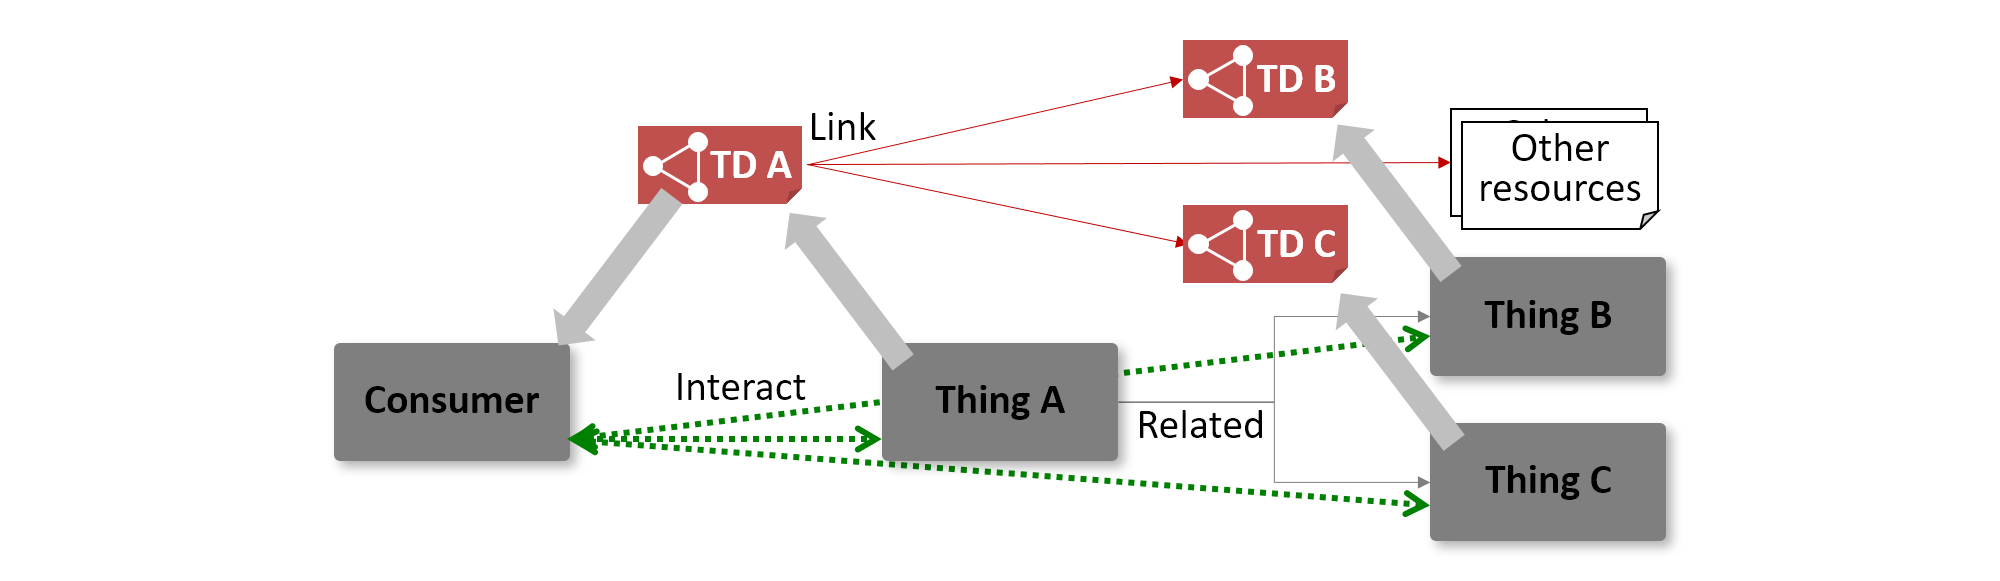 TD B
Link
TD A
Other
resources
TD C
Thing B
Interact
Consumer
Thing A
Related
Thing C